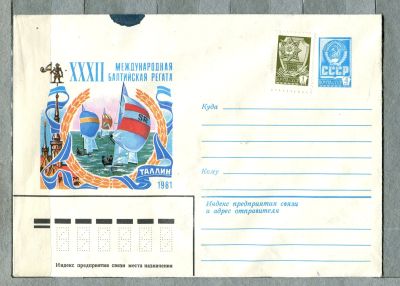 XXXII МЕЖДУНАРОДНАЯ
БАЛТИЙСКАЯ РЕГАТА
ТАЛЛИН
1981
СССР
Куда
Кому
Индекс предприятия связи
и адрес отправителя
Индекс предприятия связи места назначения